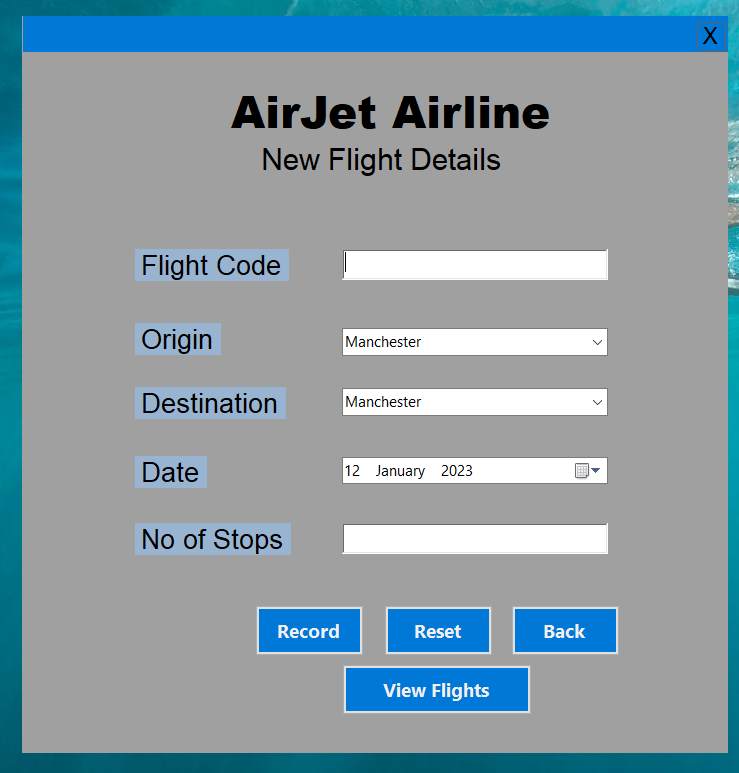 X
AirJet Airline
New Flight Details
Flight Code
Origin Manchester
Destination Manchester
Date 12 January 2023
No of Stops
Record Reset Back
View Flights